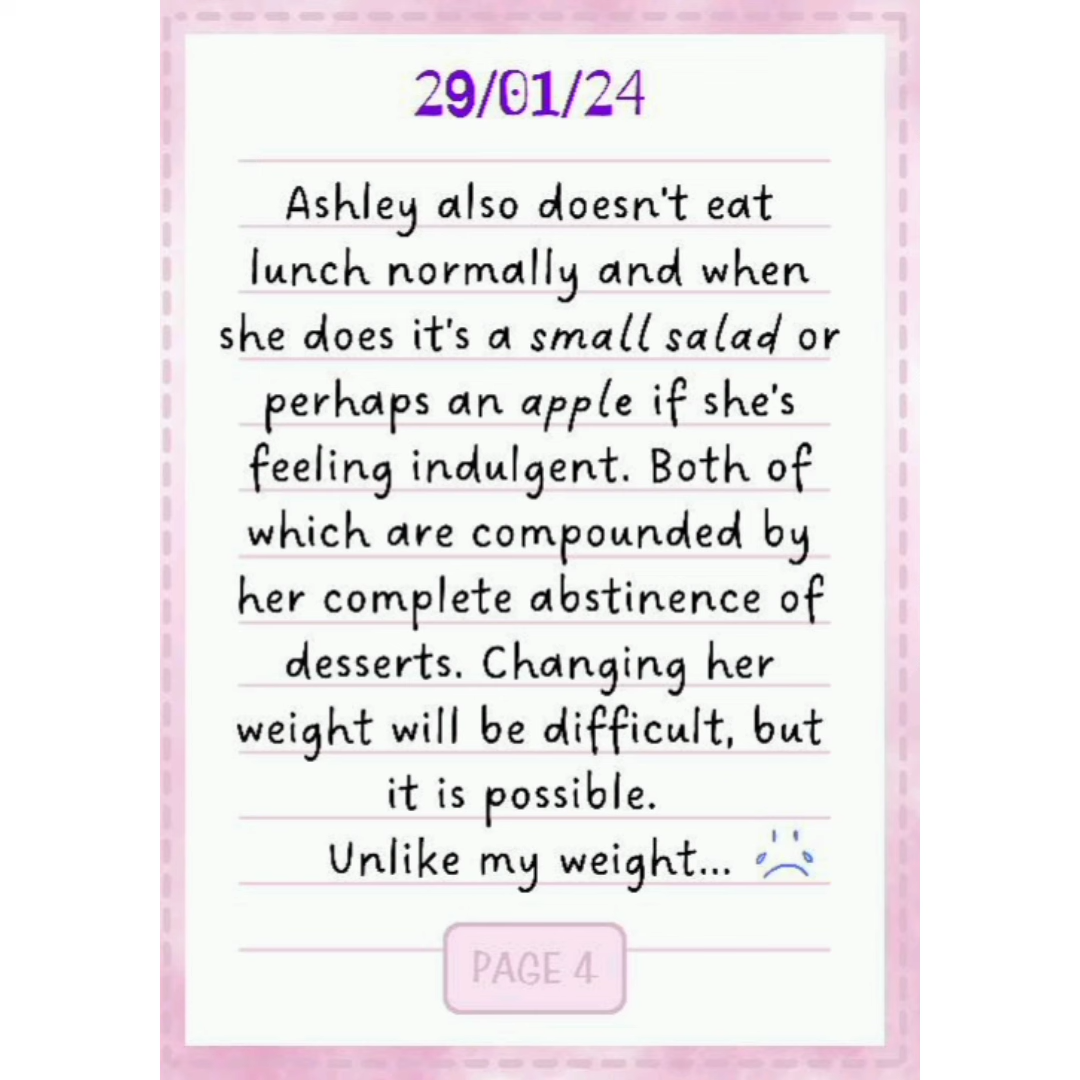 29/01/24
Ashley also doesn't eat
lunch normally and when
she does it's a small salad or
perhaps an apple if she's
feeling indulgent. Both of
which are compounded by
her complete abstinence of
desserts. Changing her
weight will be difficult, but
it is possible.
Unlike my weight...
PAGE 4